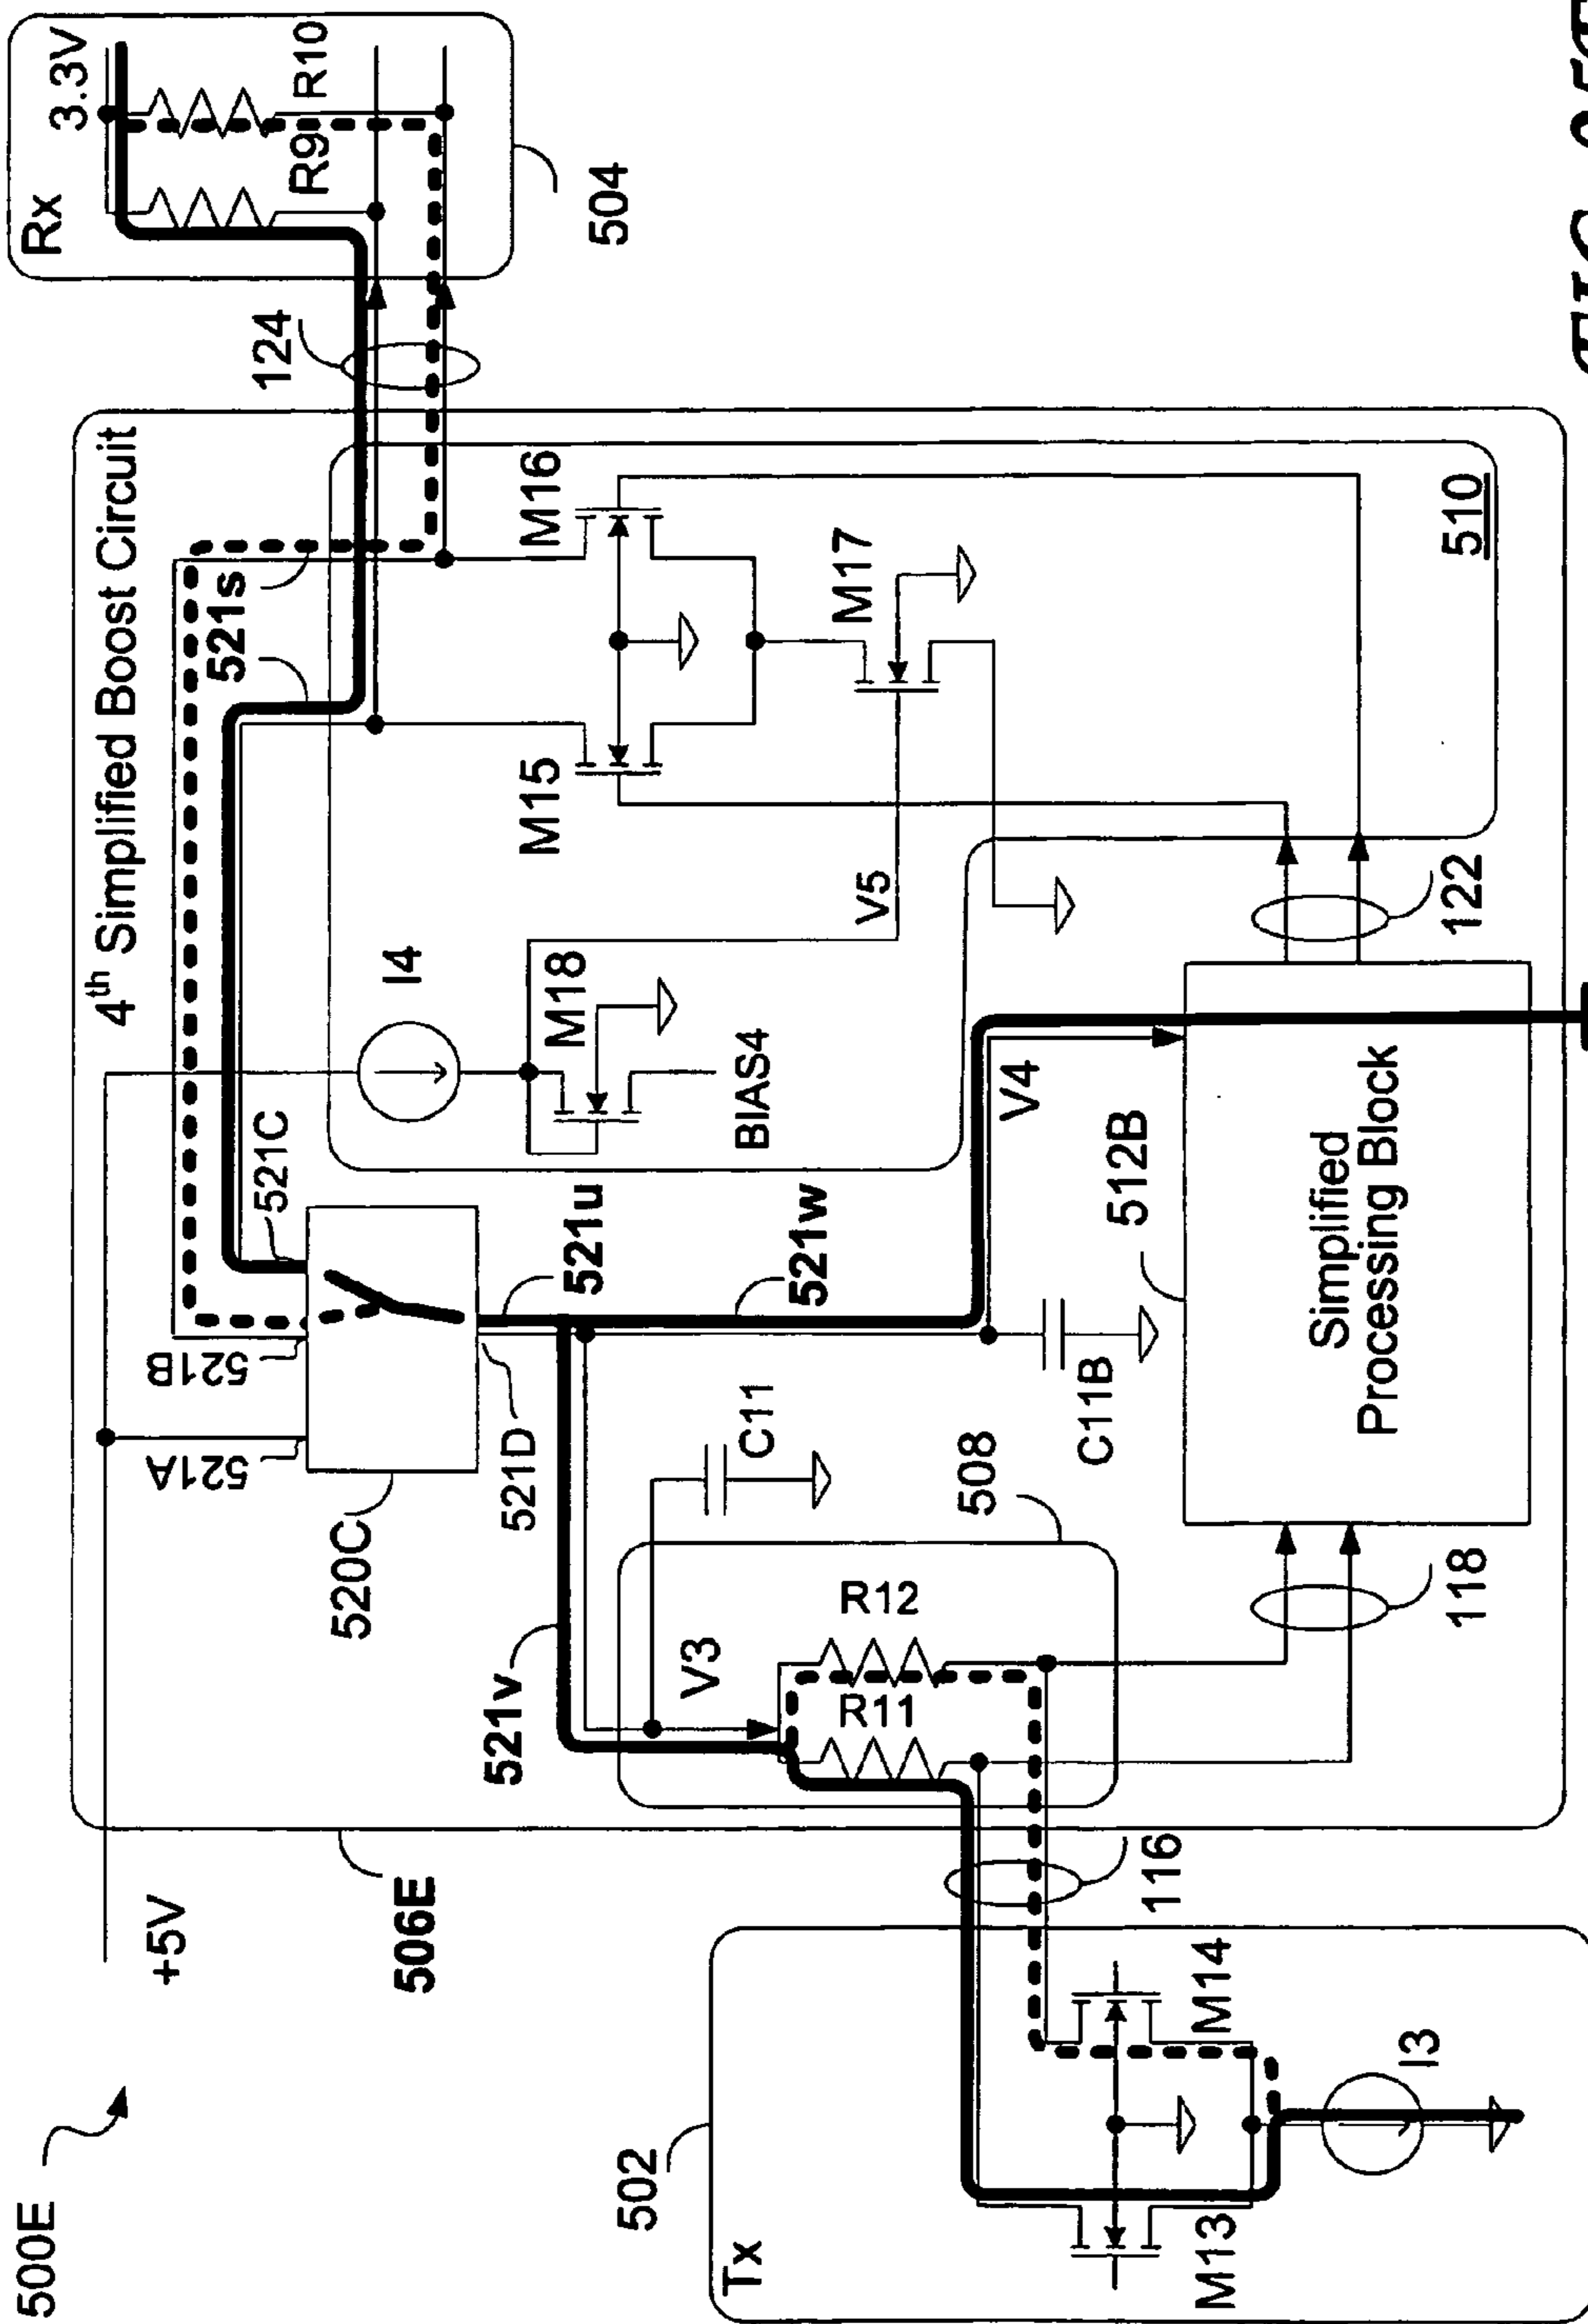 500E
+5V
506E
4th Simplified Boost Circuit
Rx
3.3V
R9
R10
504
124
521s
521A
521B
521C
520C
521D
521u
521v
521w
I4
M18
BIAS4
M15
M16
M17
V5
V4
510
C11
C11B
V3
R11
R12
508
512B
Simplified
Processing Block
118
122
116
502
Tx
M13
M14
I3